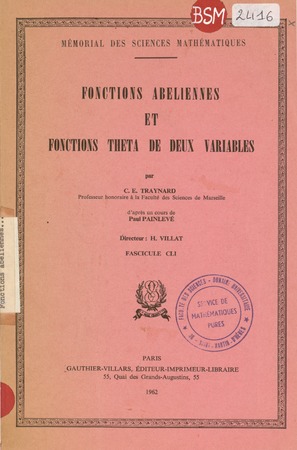 BSM-2416
MÉMORIAL DES SCIENCES MATHÉMATIQUES
FONCTIONS ABELIENNES
ET
FONCTIONS THETA DE DEUX VARIABLES
par
C. E. TRAYNARD
Professeur honoraire à la Faculté des Sciences de Marseille
d'après un cours de
Paul PAINLEVÉ
Directeur : H. VILLAT
FASCICULE CLI
SERVICE DE
MATHÉMATIQUES
PURES
PARIS
GAUTHIER-VILLARS, ÉDITEUR-IMPRIMEUR-LIBRAIRE
55, Quai des Grands-Augustins, 55
1962
Fonctions abéliennes...